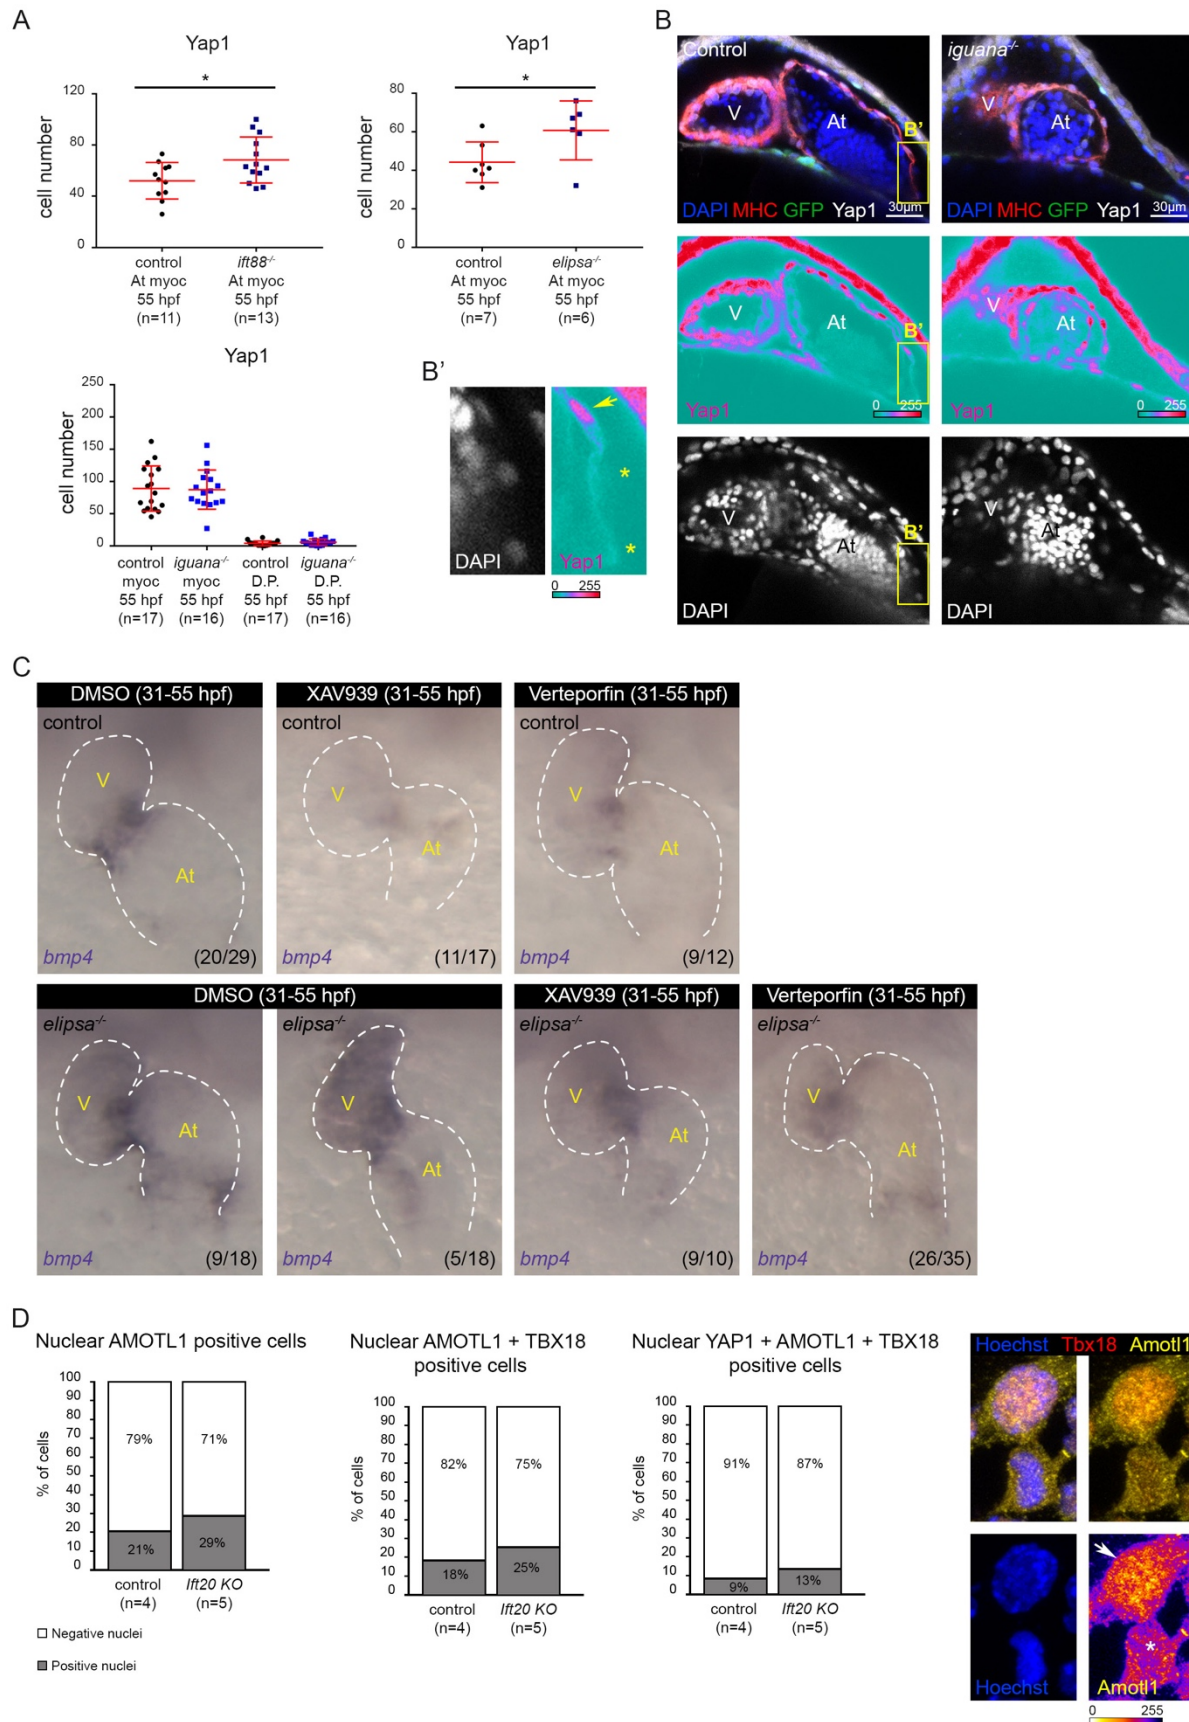 A
Yap1
*
cell number
120
80
40
0
control
At myoc
55 hpf
(n=11)
ift88-/-
At myoc
55 hpf
(n=13)
Yap1
*
cell number
80
60
40
20
0
control
At myoc
55 hpf
(n=7)
elipsa-/-
At myoc
55 hpf
(n=6)
Yap1
cell number
250
200
150
100
50
0
control
myoc
55 hpf
(n=17)
iguana-/-
myoc
55 hpf
(n=16)
control
D.P.
55 hpf
(n=17)
iguana-/-
D.P.
55 hpf
(n=16)
B'
DAPI
*
*
Yap1
0 255
B
Control
V
At
B'
DAPI MHC GFP Yap1 30µm
iguana-/-
V
At
DAPI MHC GFP Yap1 30µm
V
At
B'
0 255
Yap1
V
At
0 255
Yap1
V
At
B'
DAPI
V
At
DAPI
C
DMSO (31-55 hpf)
control
V
At
bmp4 (20/29)
XAV939 (31-55 hpf)
control
V
At
bmp4 (11/17)
Verteporfin (31-55 hpf)
control
V
At
bmp4 (9/12)
DMSO (31-55 hpf)
elipsa-/-
V
At
bmp4 (9/18)
elipsa-/-
V
At
bmp4 (5/18)
XAV939 (31-55 hpf)
elipsa-/-
V
At
bmp4 (9/10)
Verteporfin (31-55 hpf)
elipsa-/-
V
At
bmp4 (26/35)
D
Nuclear AMOTL1 positive cells
% of cells
100
90
80
70
60
50
40
30
20
10
0
79%
71%
21%
29%
control
(n=4)
Ift20 KO
(n=5)
Negative nuclei
Positive nuclei
Nuclear AMOTL1 + TBX18
positive cells
% of cells
100
90
80
70
60
50
40
30
20
10
0
82%
75%
18%
25%
control
(n=4)
Ift20 KO
(n=5)
Nuclear YAP1 + AMOTL1 + TBX18
positive cells
% of cells
100
90
80
70
60
50
40
30
20
10
0
91%
87%
9%
13%
control
(n=4)
Ift20 KO
(n=5)
Hoechst Tbx18 Amotl1
Hoechst
*
Amotl1
0 255